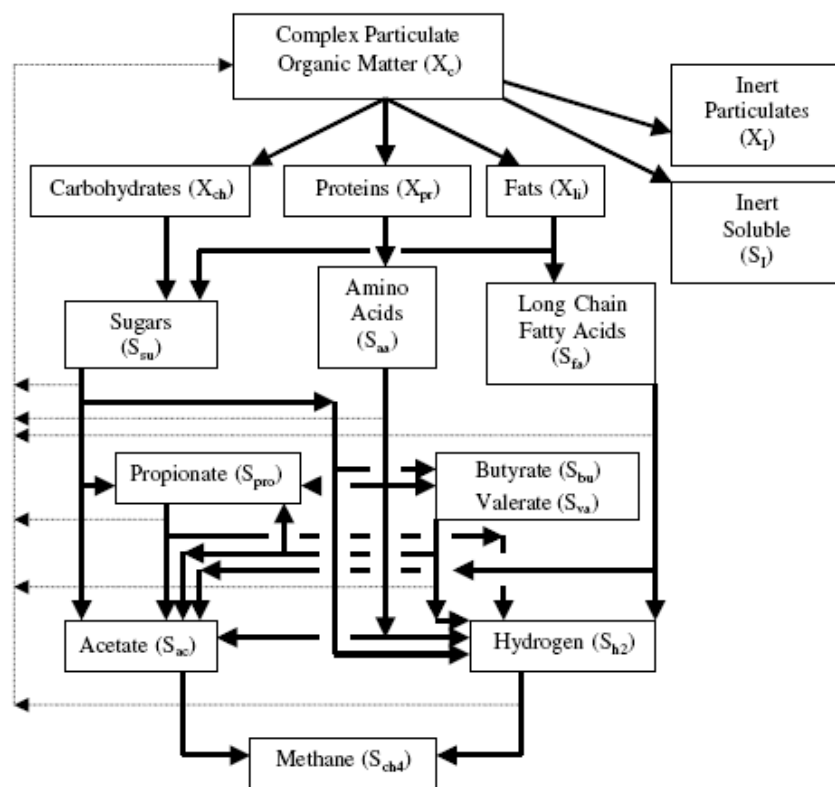 Complex Particulate
Organic Matter (Xc)
Inert
Particulates
(XI)
Carbohydrates (Xch)
Proteins (Xpr)
Fats (Xli)
Inert
Soluble
(SI)
Sugars
(Ssu)
Amino
Acids
(Saa)
Long Chain
Fatty Acids
(Sfa)
Propionate (Spro)
Butyrate (Sbu)
Valerate (Sva)
Acetate (Sac)
Hydrogen (Sh2)
Methane (Sch4)